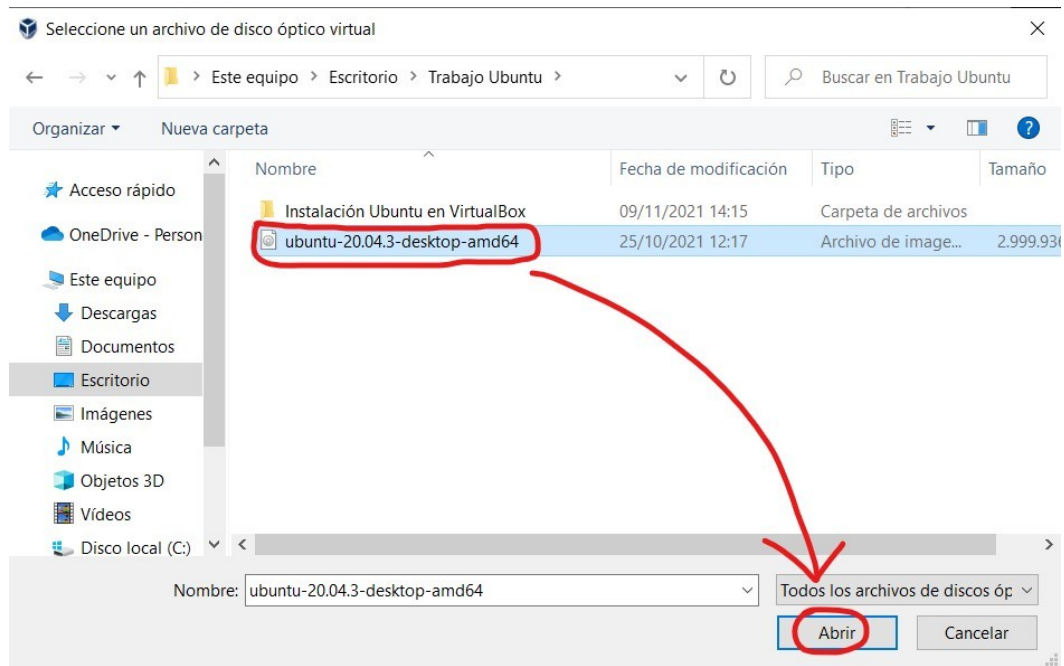 Seleccione un archivo de disco óptico virtual
Este equipo > Escritorio > Trabajo Ubuntu >
Buscar en Trabajo Ubuntu
Organizar
Nueva carpeta
Nombre
Fecha de modificación
Tipo
Tamaño
Acceso rápido
OneDrive - Person
Este equipo
Descargas
Documentos
Escritorio
Imágenes
Música
Objetos 3D
Vídeos
Disco local (C:)
Instalación Ubuntu en VirtualBox 09/11/2021 14:15 Carpeta de archivos
ubuntu-20.04.3-desktop-amd64 25/10/2021 12:17 Archivo de image... 2.999.936
Nombre: ubuntu-20.04.3-desktop-amd64
Todos los archivos de discos óp
Abrir
Cancelar